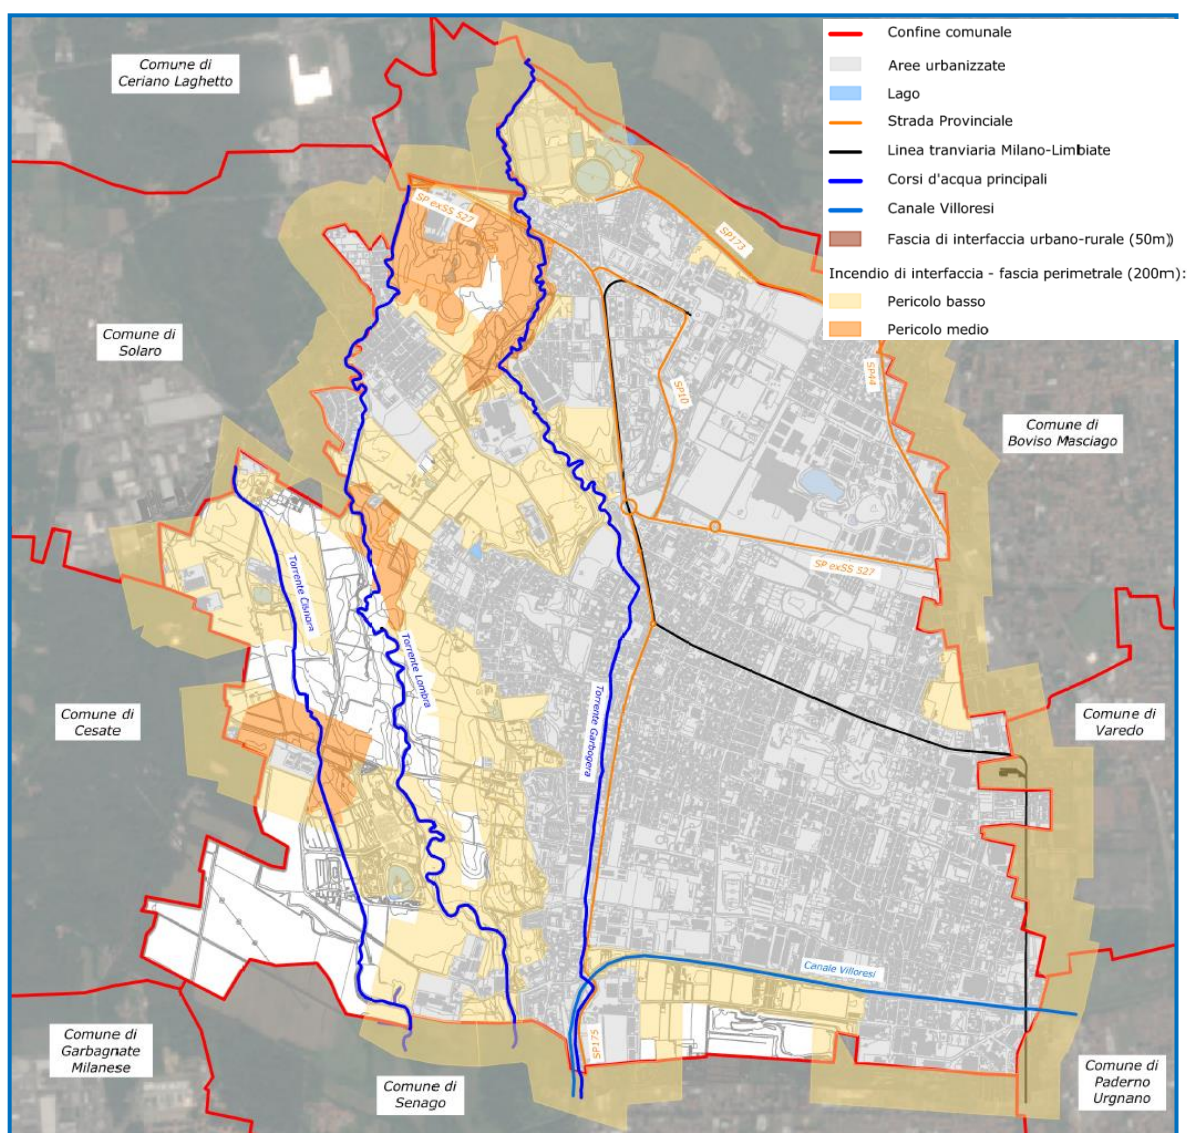 Confine comunale
Aree urbanizzate
Lago
Strada Provinciale
Linea tranviaria Milano-Limbiate
Corsi d'acqua principali
Canale Villoresi
Fascia di interfaccia urbano-rurale (50m))
Incendio di interfaccia - fascia perimetrale (200m):
Pericolo basso
Pericolo medio
Comune di
Ceriano Laghetto
SP exSS 527
SP173
Comune di
Solaro
SP10
SP44
Comune di
Boviso Masciago
SP exSS 527
Torrente Cisnara
Torrente Lombra
Torrente Garbogera
Comune di
Cesate
Comune di
Varedo
Canale Villoresi
SP175
Comune di
Garbagnate
Milanese
Comune di
Senago
Comune di
Paderno
Urgnano